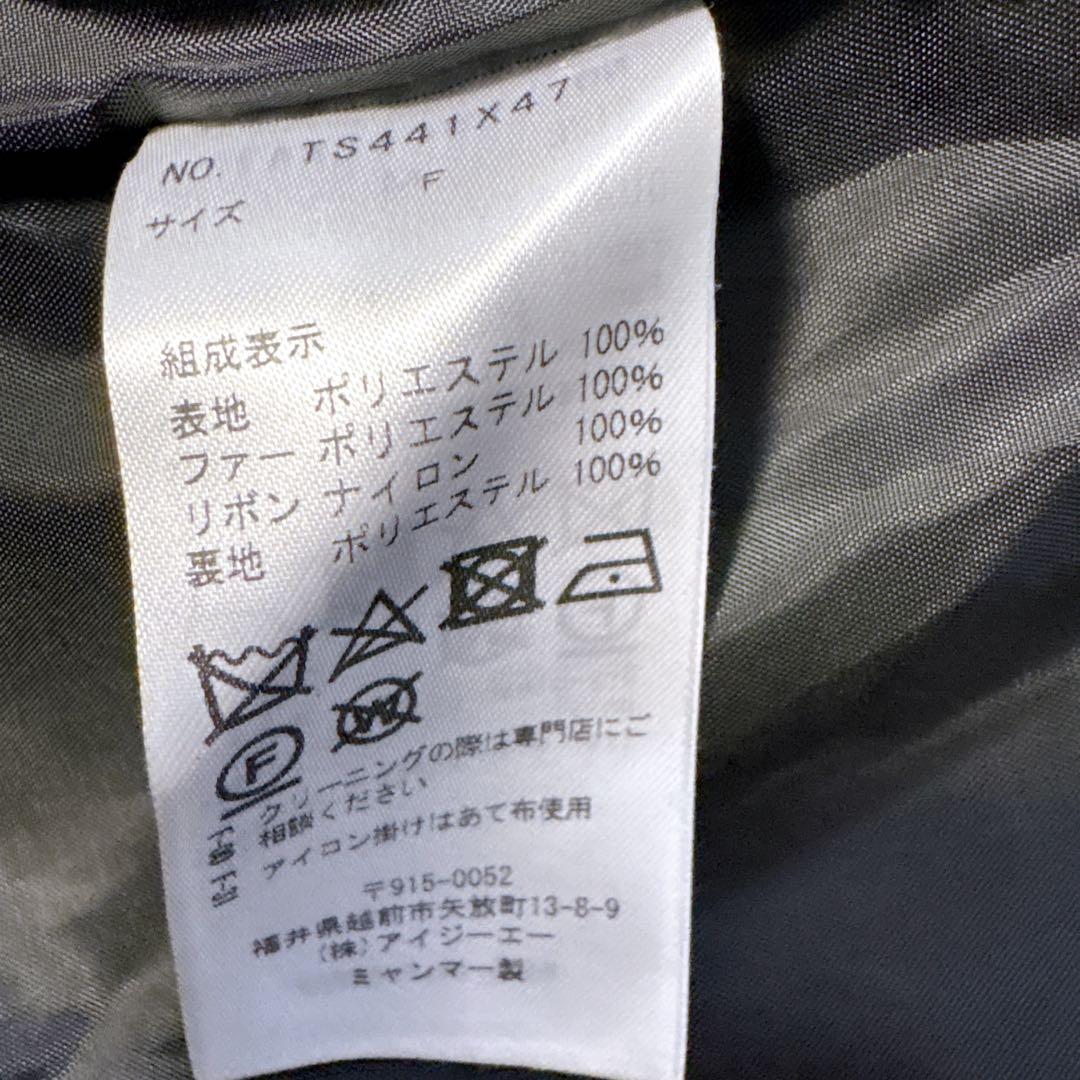 NO. TS441X47
サイズ F
組成表示
表地 ポリエステル 100%
ファー ポリエステル 100%
リボン ナイロン 100%
裏地 ポリエステル 100%
F W
クリーニングの際は専門店にご
相談ください
アイロン掛けはあて布使用
〒915-0052
福井県越前市矢放町13-8-9
(株)アイジーエー
ミャンマー製